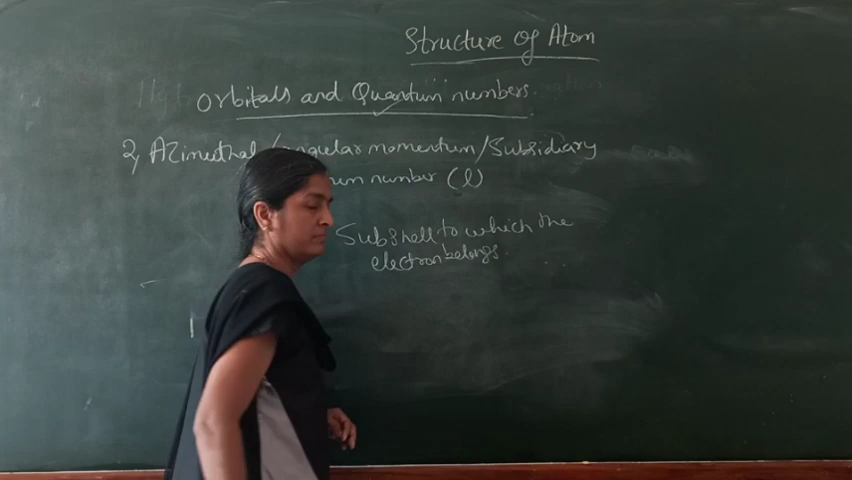 Structure of Atom
Orbitals and Quantum numbers.
2, Azimuthal / angular momentum / Subsidiary
number (l)
Subshell to which the
electron belongs.